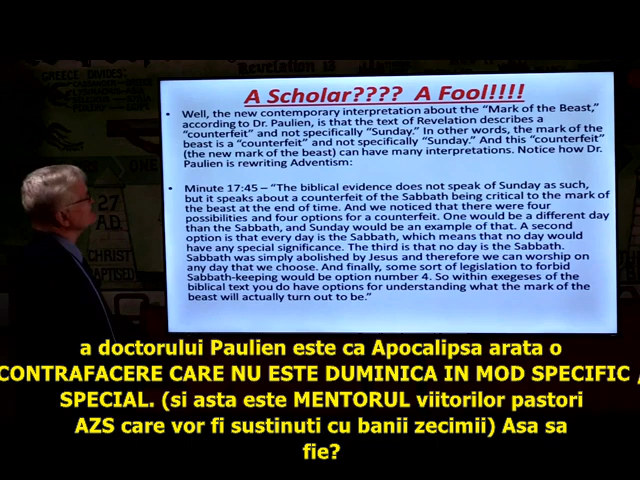 GREECE DIVIDES:
Revelation 13
27
A.D.
CHRIST
BAPTISED
A Scholar???? A Fool!!!!
• Well, the new contemporary interpretation about the “Mark of the Beast,”
according to Dr. Paulien, is that the text of Revelation describes a
“counterfeit” and not specifically “Sunday.” In other words, the mark of the
beast is a “counterfeit and not specifically “Sunday.” And this “counterfeit”
(the new mark of the beast) can have many interpretations. Notice how Dr.
Paulien is rewriting Adventism:
• Minute 17:45 – “The biblical evidence does not speak of Sunday as such,
but it speaks about a counterfeit of the Sabbath being critical to the mark of
the beast at the end of time. And we noticed that there were four
possibilities and four options for a counterfeit. One would be a different day
than the Sabbath, and Sunday would be an example of that. A second
option is that every day is the Sabbath, which means that no day would
have any special significance. The third is that no day is the Sabbath.
Sabbath was simply abolished by Jesus and therefore we can worship on
any day that we choose. And finally, some sort of legislation to forbid
Sabbath-keeping would be option number 4. So within exegeses of the
biblical text you do have options for understanding what the mark of the
beast will actually turn out to be.”
a doctorului Paulien este ca Apocalipsa arata o
CONTRAFACERE CARE NU ESTE DUMINICA IN MOD SPECIFIC ,
SPECIAL. (si asta este MENTORUL viitorilor pastori
AZS care vor fi sustinuti cu banii zecimii) Asa sa
fie?